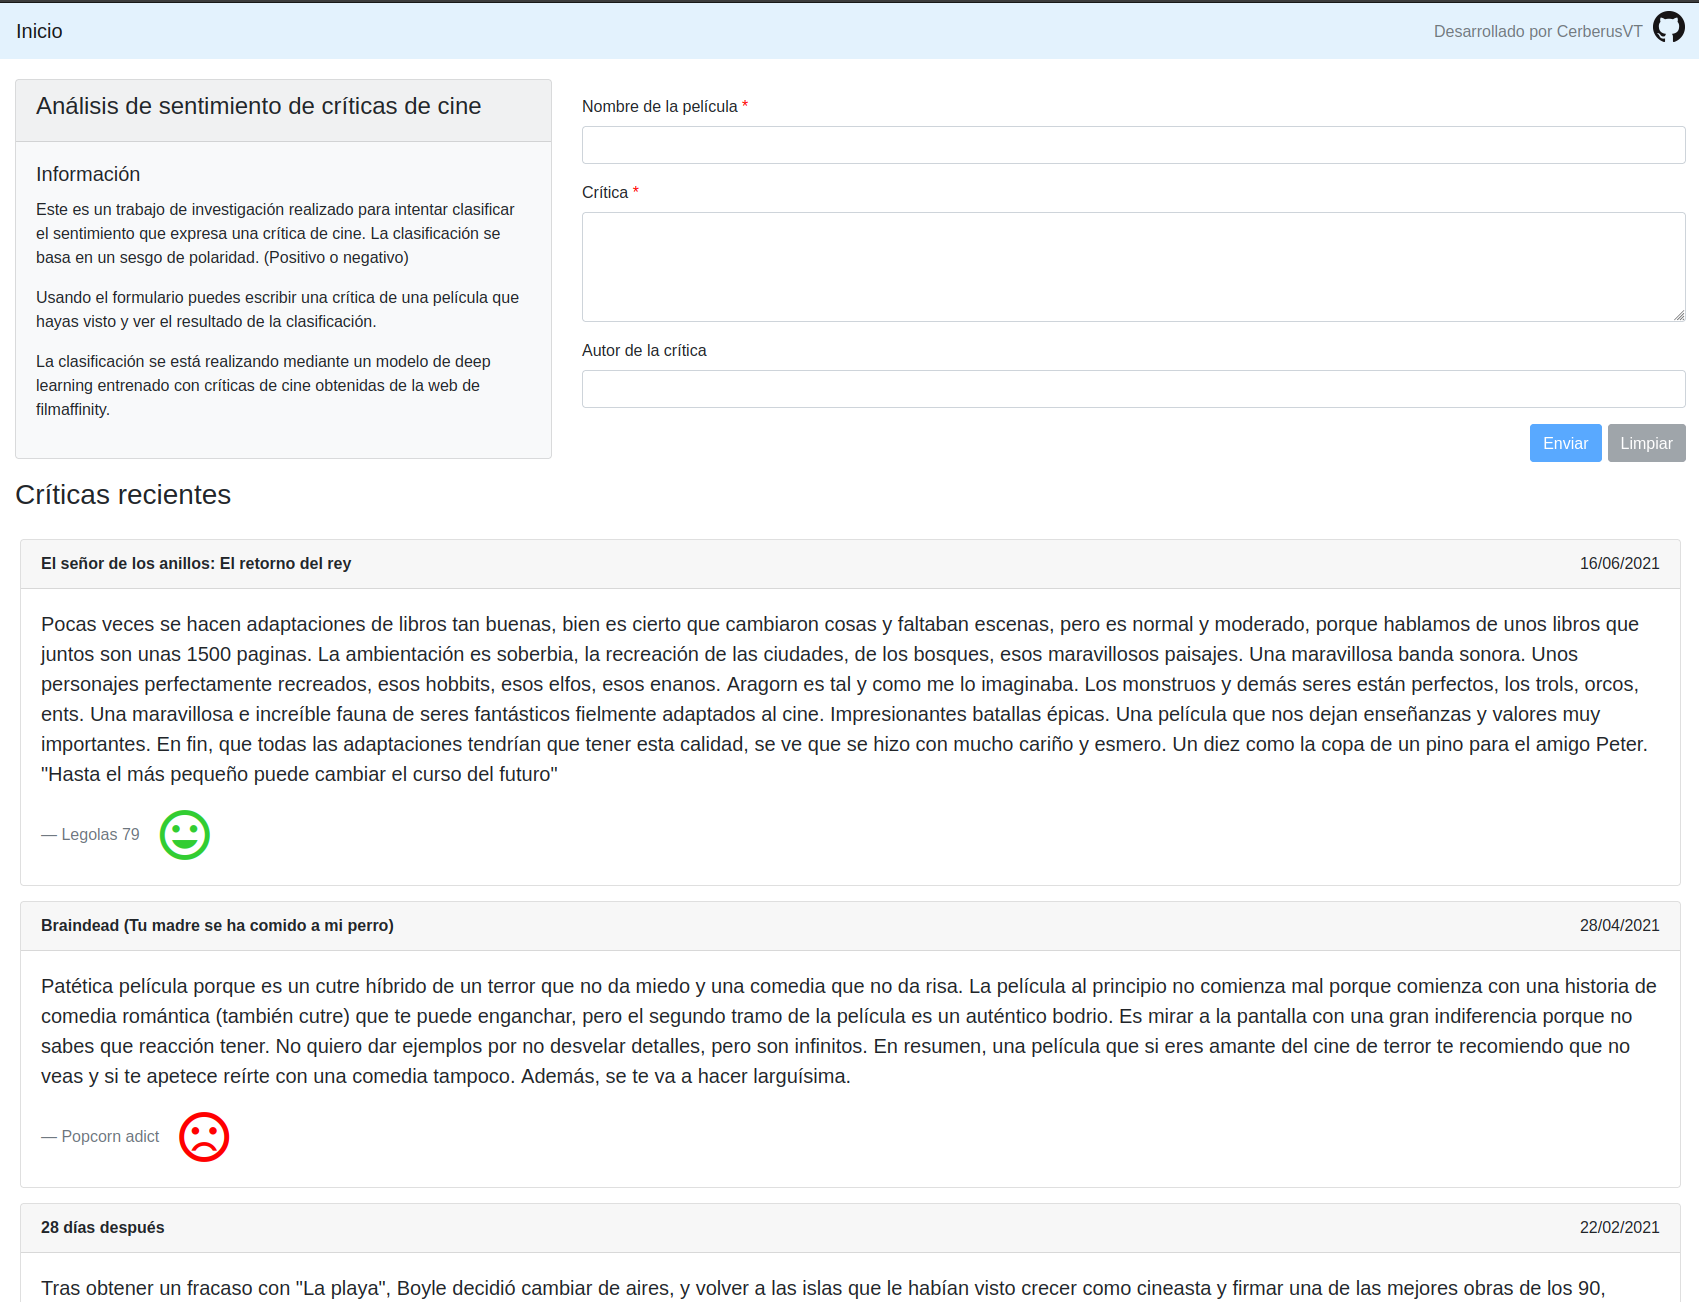 Inicio
Desarrollado por CerberusVT
Análisis de sentimiento de críticas de cine
Información
Este es un trabajo de investigación realizado para intentar clasificar
el sentimiento que expresa una crítica de cine. La clasificación se
basa en un sesgo de polaridad. (Positivo o negativo)
Usando el formulario puedes escribir una crítica de una película que
hayas visto y ver el resultado de la clasificación.
La clasificación se está realizando mediante un modelo de deep
learning entrenado con críticas de cine obtenidas de la web de
filmaffinity.
Nombre de la película *
Crítica *
Autor de la crítica
Enviar
Limpiar
Críticas recientes
El señor de los anillos: El retorno del rey
16/06/2021
Pocas veces se hacen adaptaciones de libros tan buenas, bien es cierto que cambiaron cosas y faltaban escenas, pero es normal y moderado, porque hablamos de unos libros que
juntos son unas 1500 paginas. La ambientación es soberbia, la recreación de las ciudades, de los bosques, esos maravillosos paisajes. Una maravillosa banda sonora. Unos
personajes perfectamente recreados, esos hobbits, esos elfos, esos enanos. Aragorn es tal y como me lo imaginaba. Los monstruos y demás seres están perfectos, los trols, orcos,
ents. Una maravillosa e increíble fauna de seres fantásticos fielmente adaptados al cine. Impresionantes batallas épicas. Una película que nos dejan enseñanzas y valores muy
importantes. En fin, que todas las adaptaciones tendrían que tener esta calidad, se ve que se hizo con mucho cariño y esmero. Un diez como la copa de un pino para el amigo Peter.
"Hasta el más pequeño puede cambiar el curso del futuro"
— Legolas 79
Braindead (Tu madre se ha comido a mi perro)
28/04/2021
Patética película porque es un cutre híbrido de un terror que no da miedo y una comedia que no da risa. La película al principio no comienza mal porque comienza con una historia de
comedia romántica (también cutre) que te puede enganchar, pero el segundo tramo de la película es un auténtico bodrio. Es mirar a la pantalla con una gran indiferencia porque no
sabes que reacción tener. No quiero dar ejemplos por no desvelar detalles, pero son infinitos. En resumen, una película que si eres amante del cine de terror te recomiendo que no
veas y si te apetece reírte con una comedia tampoco. Además, se te va a hacer larguísima.
— Popcorn adict
28 días después
22/02/2021
Tras obtener un fracaso con "La playa", Boyle decidió cambiar de aires, y volver a las islas que le habían visto crecer como cineasta y firmar una de las mejores obras de los 90,